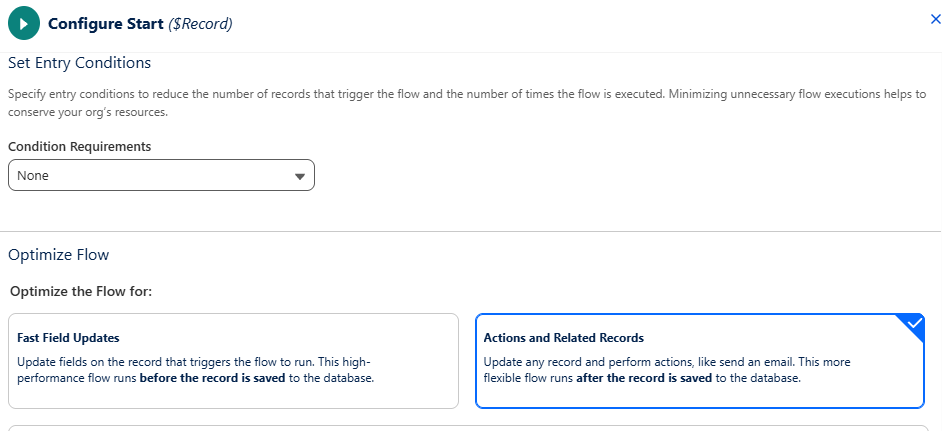 Configure Start ($Record)
Set Entry Conditions
Specify entry conditions to reduce the number of records that trigger the flow and the number of times the flow is executed. Minimizing unnecessary flow executions helps to
conserve your org's resources.
Condition Requirements
None
Optimize Flow
Optimize the Flow for:
Fast Field Updates
Update fields on the record that triggers the flow to run. This high-
performance flow runs before the record is saved to the database.
Actions and Related Records
Update any record and perform actions, like send an email. This more
flexible flow runs after the record is saved to the database.